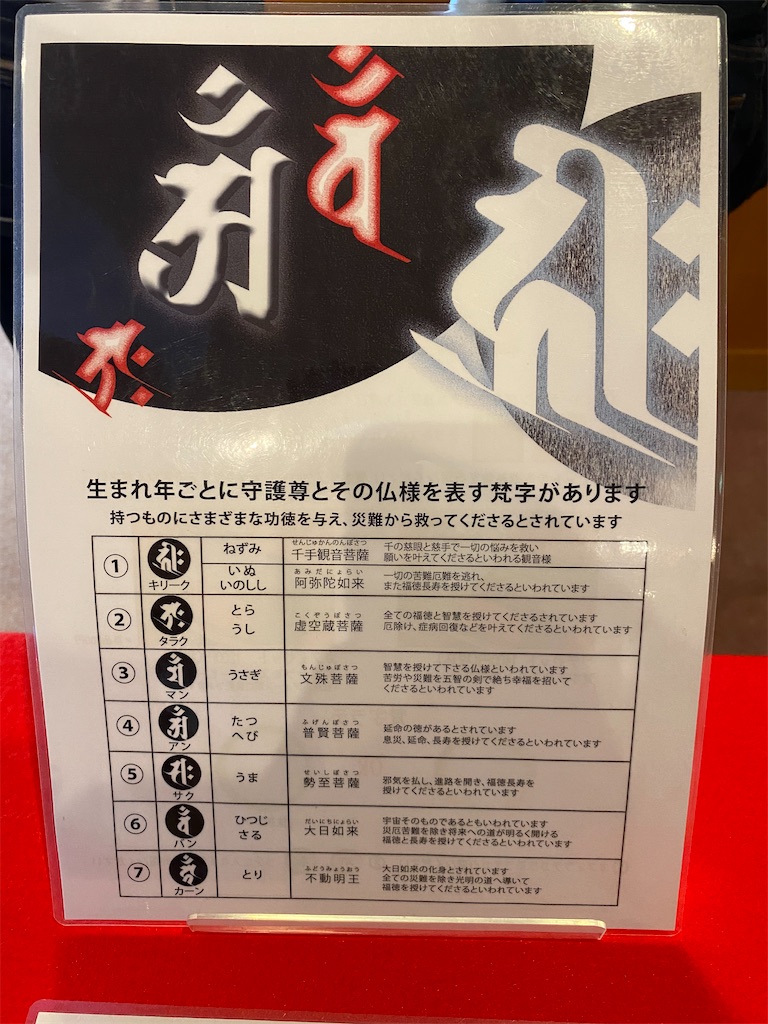 生まれ年ごとに守護尊とその仏様を表す梵字があります
持つものにさまざまな功徳を与え、災難から救ってくださるとされています
① キリーク
ねずみ
せんじゅかんのんぼさつ
千手観音菩薩
千の慈眼と慈手で一切の悩みを救い
願いを叶えてくださるといわれる観音様
いぬ
いのしし
あみだにょらい
阿弥陀如来
一切の苦難厄難を逃れ、
また福徳長寿を授けてくださるといわれています
② タラク
とら
うし
こくぞうぼさつ
虚空蔵菩薩
全ての福徳と智慧を授けてくださるされています
厄除け、症病回復などを叶えてくださるといわれています
③ マン
うさぎ
もんじゅぼさつ
文殊菩薩
智慧を授けて下さる仏様といわれています
苦労や災難を五智の剣で絶ち幸福を招いて
くださるといわれています
④ アン
たつ
へび
ふげんぼさつ
普賢菩薩
延命の徳があるとされています
息災、延命、長寿を授けてくださるといわれています
⑤ サク
うま
せいしぼさつ
勢至菩薩
邪気を払し、進路を開き、福徳長寿を
授けてくださるといわれています
⑥ バン
ひつじ
さる
だいにちにょらい
大日如来
宇宙そのものであるともいわれています
災厄苦難を除き将来への道が明るく開ける
福徳と長寿を授けてくださるといわれています
⑦ カーン
とり
ふどうみょうおう
不動明王
大日如来の化身とされています
全ての災難を除き光明の道へ導いて
福徳を授けてくださるといわれています